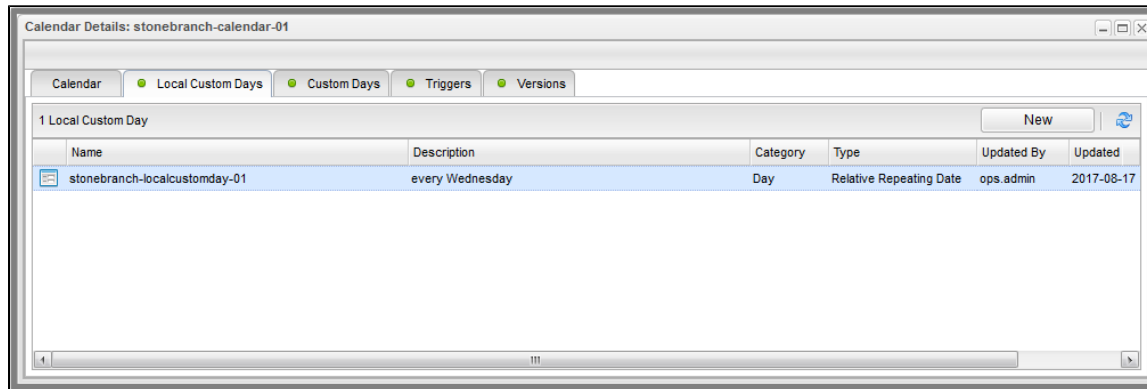 Calendar Details: stonebranch-calendar-01
Calendar Local Custom Days Custom Days Triggers Versions
1 Local Custom Day New
Name Description Category Type Updated By Updated
stonebranch-localcustomday-01 every Wednesday Day Relative Repeating Date ops.admin 2017-08-17